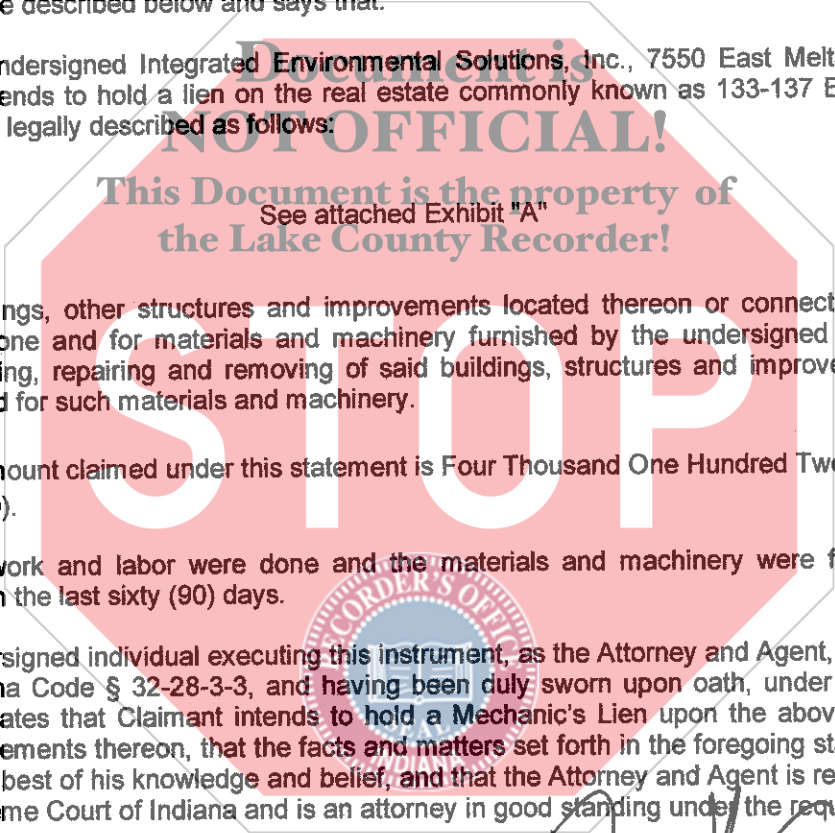 e described below and says that:
Document is
ndersigned Integrated Environmental Solutions, Inc., 7550 East Melt
ends to hold a lien on the real estate commonly known as 133-137 E
legally described as follows:
NOT OFFICIAL!
This Document is the property of
See attached Exhibit "A"
the Lake County Recorder!
ngs, other structures and improvements located thereon or connect
one and for materials and machinery furnished by the undersigned
ing, repairing and removing of said buildings, structures and improve
d for such materials and machinery.
STOP
nount claimed under this statement is Four Thousand One Hundred Twe
).
work and labor were done and the materials and machinery were f
n the last sixty (90) days.
RECORDER'S OFFICE
rsigned individual executing this instrument, as the Attorney and Agent,
na Code § 32-28-3-3, and having been duly sworn upon oath, under
ates that Claimant intends to hold a Mechanic's Lien upon the abov
ements thereon, that the facts and matters set forth in the foregoing st
SEAL
INDIANA
best of his knowledge and belief, and that the Attorney and Agent is re
me Court of Indiana and is an attorney in good standing under the requ